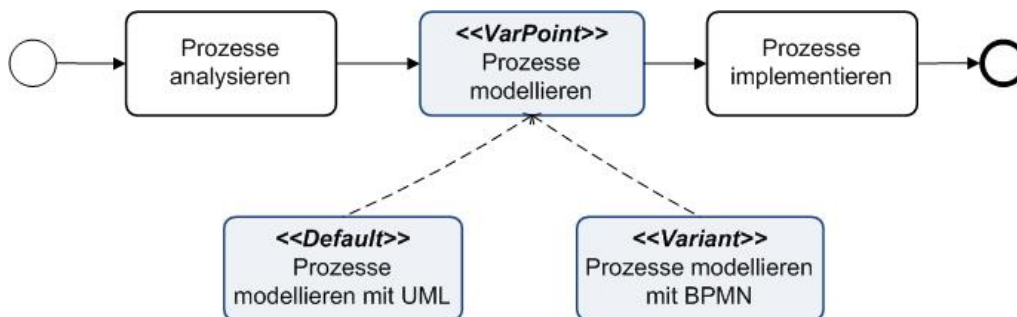 Prozesse
analysieren
<<VarPoint>>
Prozesse
modellieren
Prozesse
implementieren
<<Default>>
Prozesse
modellieren mit UML
<<Variant>>
Prozesse modellieren
mit BPMN